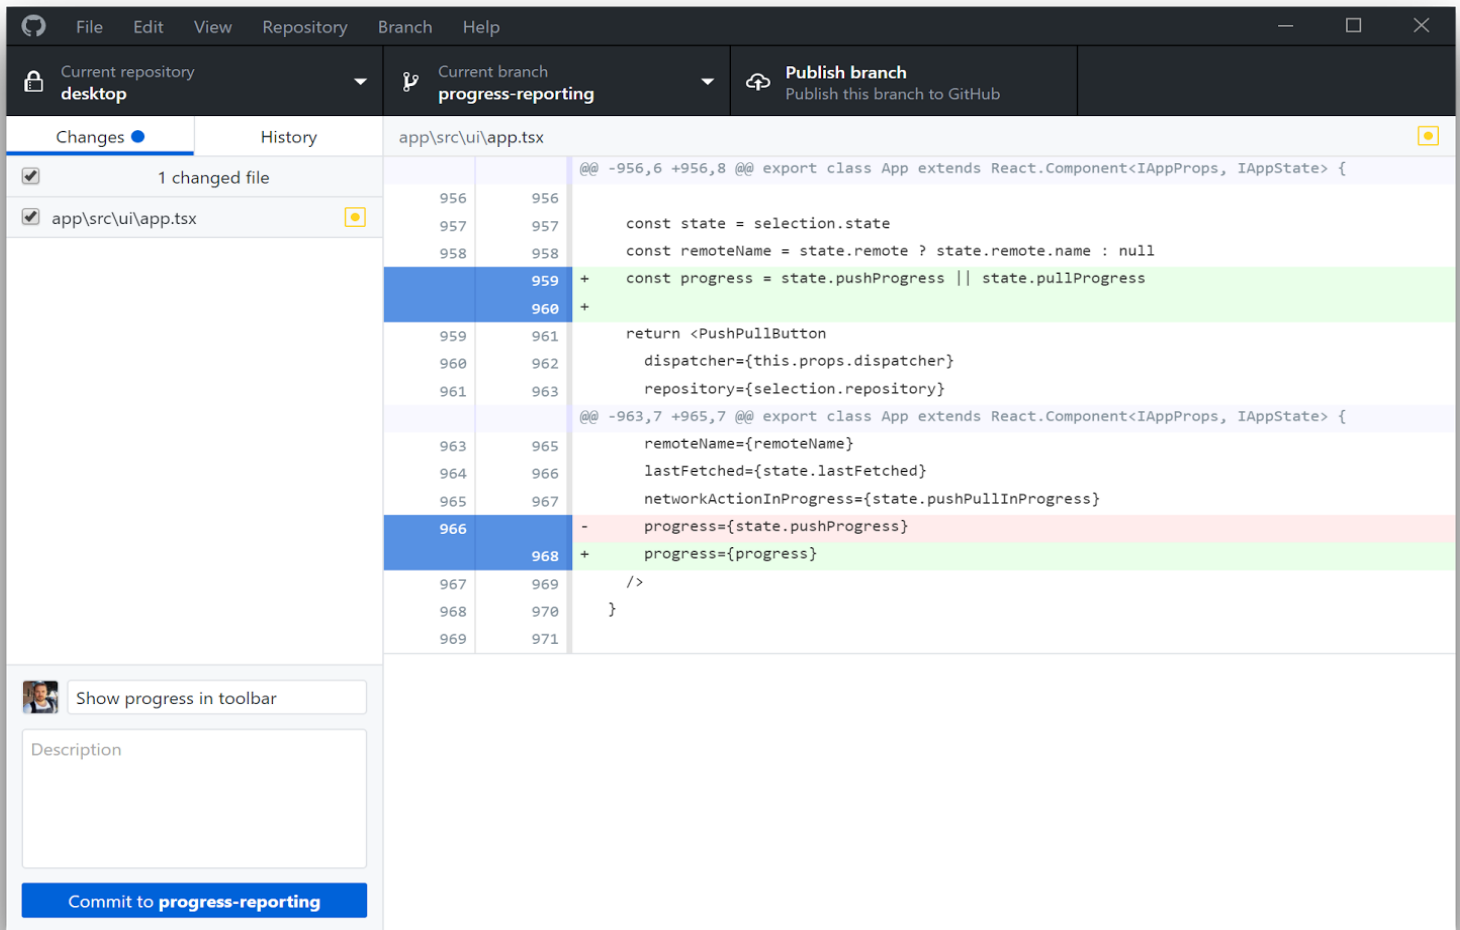 File Edit View Repository Branch Help
Current repository
desktop
Current branch
progress-reporting
Publish branch
Publish this branch to GitHub
Changes
History
1 changed file
app\src\ui\app.tsx
app\src\ui\app.tsx
@@ -956,6 +956,8 @@ export class App extends React.Component<IAppProps, IAppState> {
956 956
957 957 const state = selection.state
958 958 const remoteName = state.remote ? state.remote.name : null
959 + const progress = state.pushProgress || state.pullProgress
960 +
959 961 return <PushPullButton
960 962 dispatcher={this.props.dispatcher}
961 963 repository={selection.repository}
@@ -963,7 +965,7 @@ export class App extends React.Component<IAppProps, IAppState> {
963 965 remoteName={remoteName}
964 966 lastFetched={state.lastFetched}
965 967 networkActionInProgress={state.pushPullInProgress}
966 - progress={state.pushProgress}
968 + progress={progress}
967 969 />
968 970 }
969 971
Show progress in toolbar
Description
Commit to progress-reporting